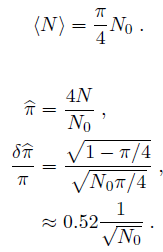 ⟨N⟩ = π/4 N₀ .
π̂ = 4N/N₀ ,
δπ̂/π = √(1 − π/4)/√(N₀π/4) ,
≈ 0.52 1/√N₀ .